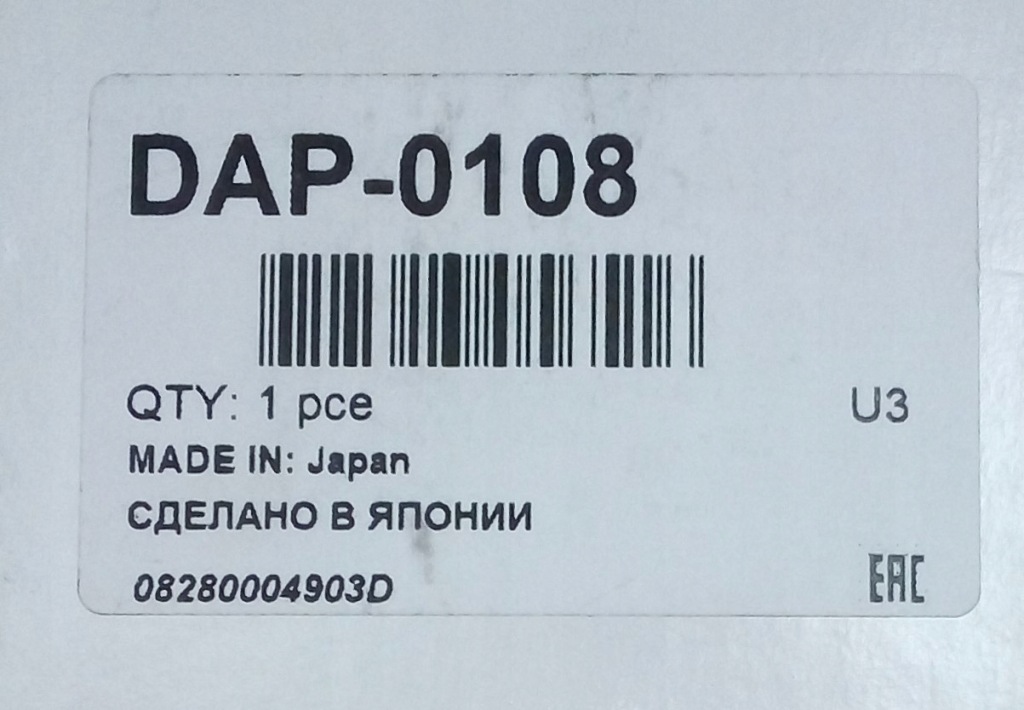 DAP-0108
QTY: 1 pce U3
MADE IN: Japan
СДЕЛАНО В ЯПОНИИ
08280004903D
EAC